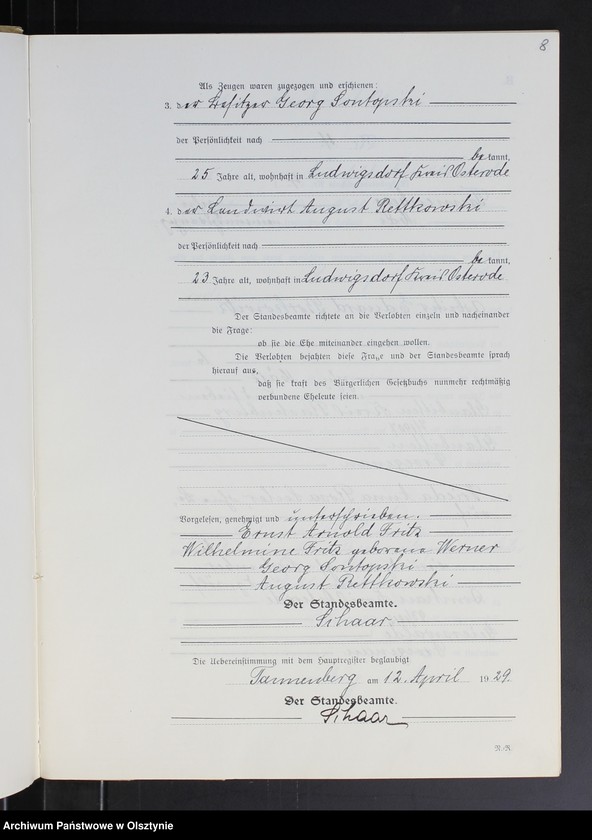 8
Als Zeugen waren zugezogen und erschienen:
3. der Besitzer Georg Sontopski
der Persönlichkeit nach
bekannt,
25 Jahre alt, wohnhaft in Ludwigsdorf Kreis Osterode
4. der Landwirt August Rettkowski
der Persönlichkeit nach
bekannt,
23 Jahre alt, wohnhaft in Ludwigsdorf Kreis Osterode
Der Standesbeamte richtete an die Verlobten einzeln und nacheinander
die Frage:
ob sie die Ehe miteinander eingehen wollen.
Die Verlobten bejahten diese Frage und der Standesbeamte sprach
hierauf aus,
daß sie kraft des Bürgerlichen Gesetzbuchs nunmehr rechtmäßig
verbundene Eheleute seien.
Vorgelesen, genehmigt und unterschrieben.
Ernst Arnold Fritz
Wilhelmine Fritz geborene Werner
Georg Sontopski
August Rettkowski
Der Standesbeamte.
Schaar
Die Uebereinstimmung mit dem Hauptregister beglaubigt
Tannenberg am 12. April 1929.
Der Standesbeamte.
Schaar
R.-R.
Archiwum Państwowe w Olsztynie